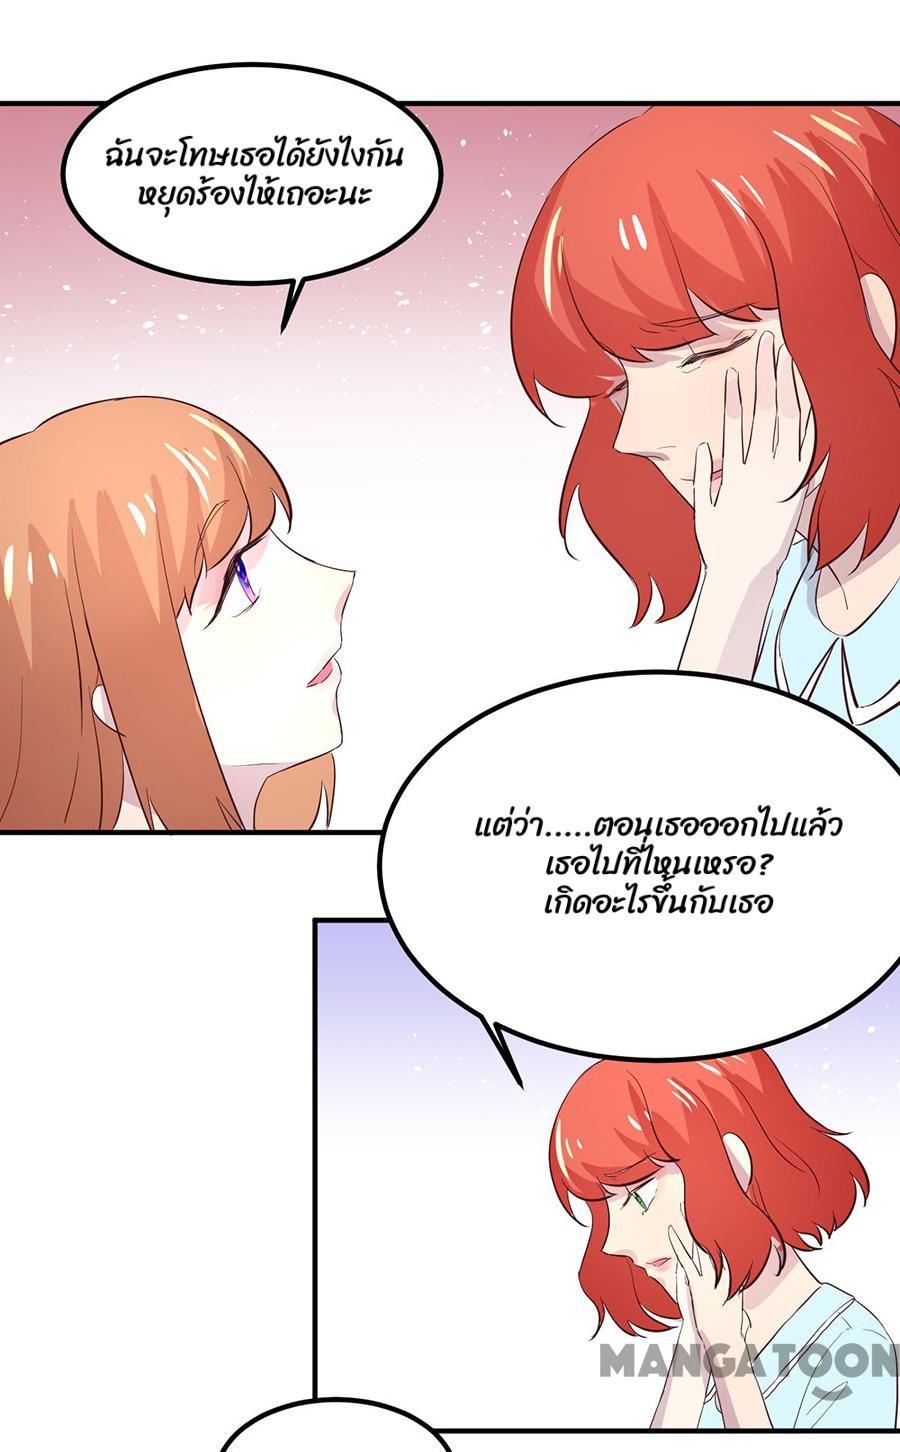 ฉันจะโทษเธอได้ยังไงกัน
หยุดร้องไห้เถอะนะ
แต่ว่า.....ตอนเธอออกไปแล้ว
เธอไปที่ไหนเหรอ?
เกิดอะไรขึ้นกับเธอ
MANGATOON